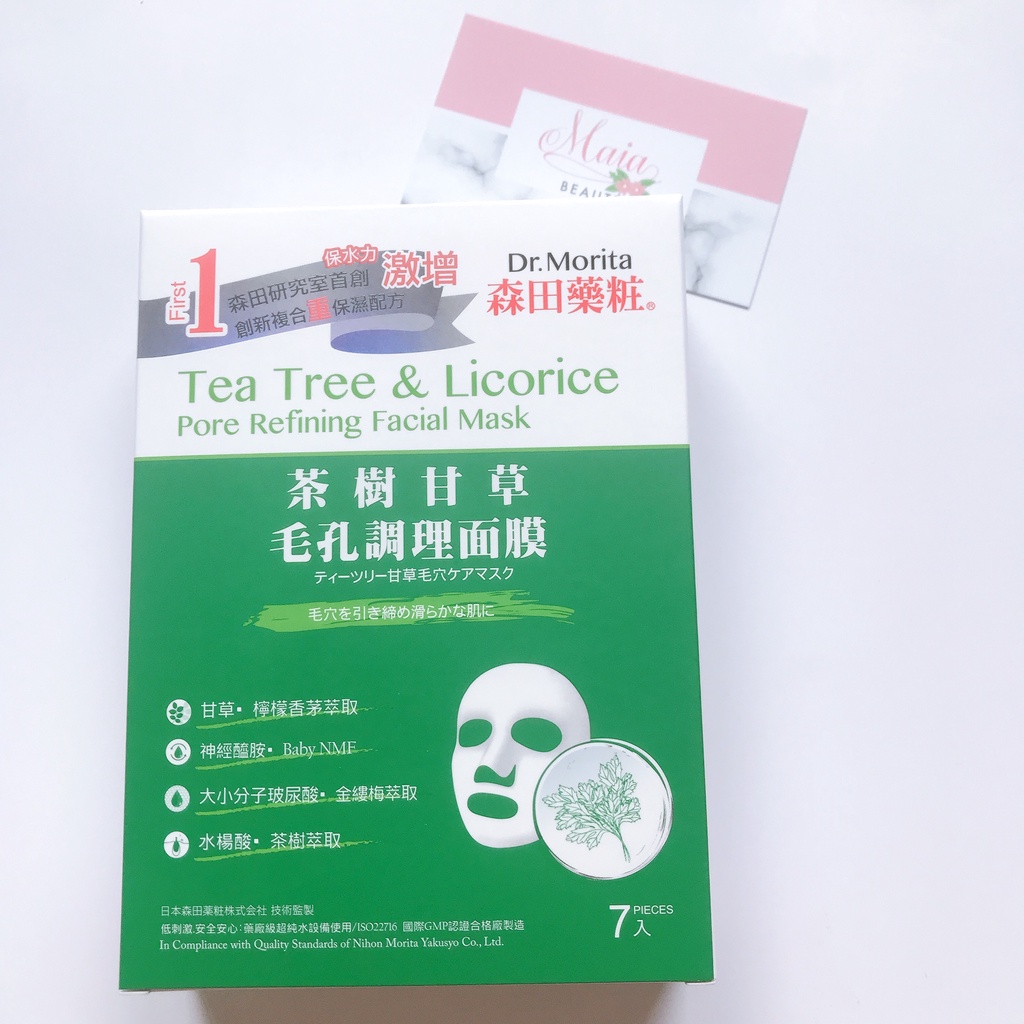 Maia
BEAUT
First
1
保水力
激增
森田研究室首創
創新複合重保濕配方
Dr.Morita
森田藥粧®
Tea Tree & Licorice
Pore Refining Facial Mask
茶樹甘草
毛孔調理面膜
ティーツリー甘草毛穴ケアマスク
毛穴を引き締め滑らかな肌に
甘草▪ 檸檬香茅萃取
神經醯胺▪ Baby NMF
大小分子玻尿酸▪ 金縷梅萃取
水楊酸▪ 茶樹萃取
日本森田薬粧株式会社 技術監製
低刺激.安全安心:藥廠級超純水設備使用/ISO22716 國際GMP認證合格廠製造
In Compliance with Quality Standards of Nihon Morita Yakusyo Co., Ltd.
7 PIECES
入